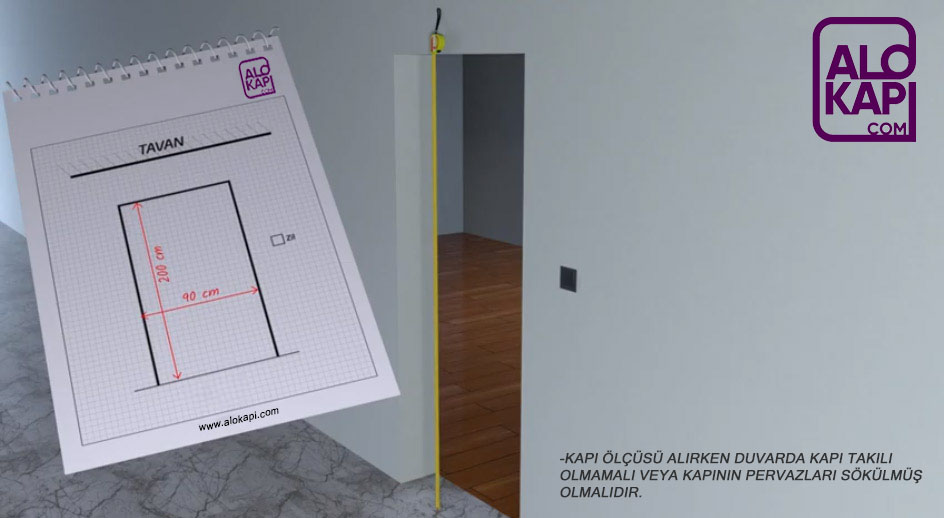 ALO
KAPI
.COM
TAVAN
Zil
200 cm
90 cm
www.alokapi.com
ALO
KAPI
.COM
-KAPI ÖLÇÜSÜ ALIRKEN DUVARDA KAPI TAKILI
OLMAMALI VEYA KAPININ PERVAZLARI SÖKÜLMÜŞ
OLMALIDIR.